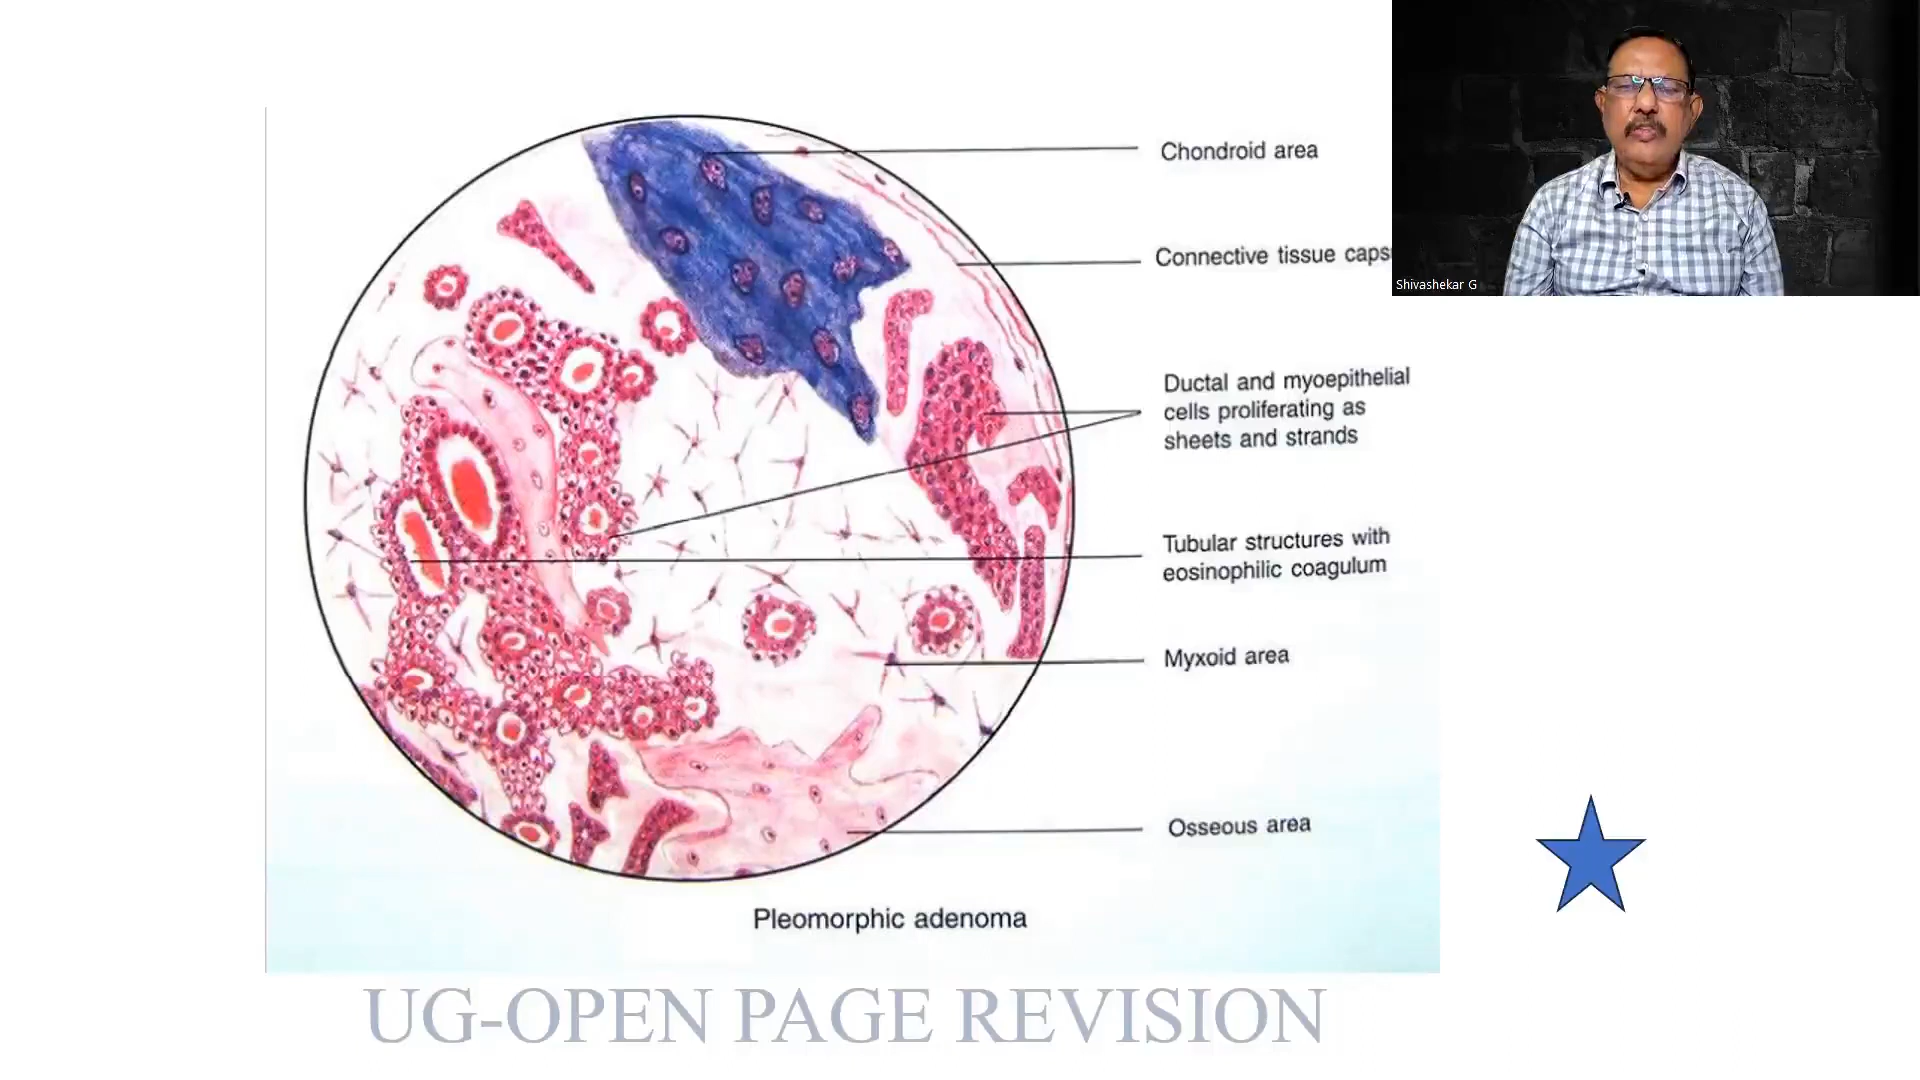 Chondroid area
Connective tissue caps
Shivashekar G
Ductal and myoepithelial
cells proliferating as
sheets and strands
Tubular structures with
eosinophilic coagulum
Myxoid area
Osseous area
Pleomorphic adenoma
UG-OPEN PAGE REVISION